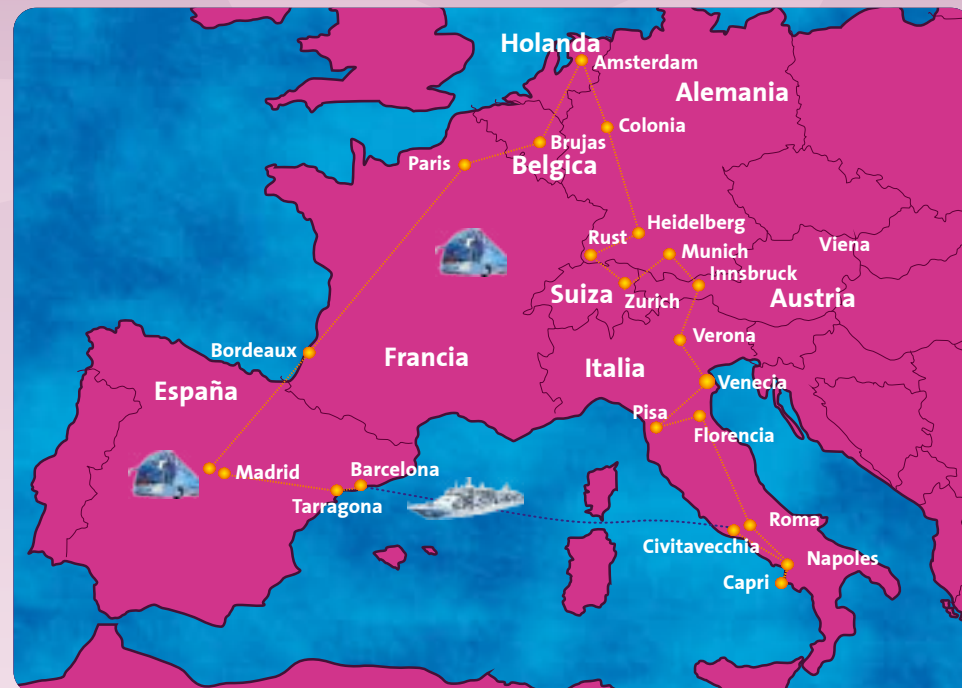 Holanda
Amsterdam
Alemania
Colonia
Brujas
Paris
Belgica
Heidelberg
Rust
Munich
Viena
Innsbruck
Suiza
Zurich
Austria
Verona
Bordeaux
Francia
Italia
Venecia
España
Pisa
Florencia
Barcelona
Madrid
Tarragona
Roma
Civitavecchia
Napoles
Capri